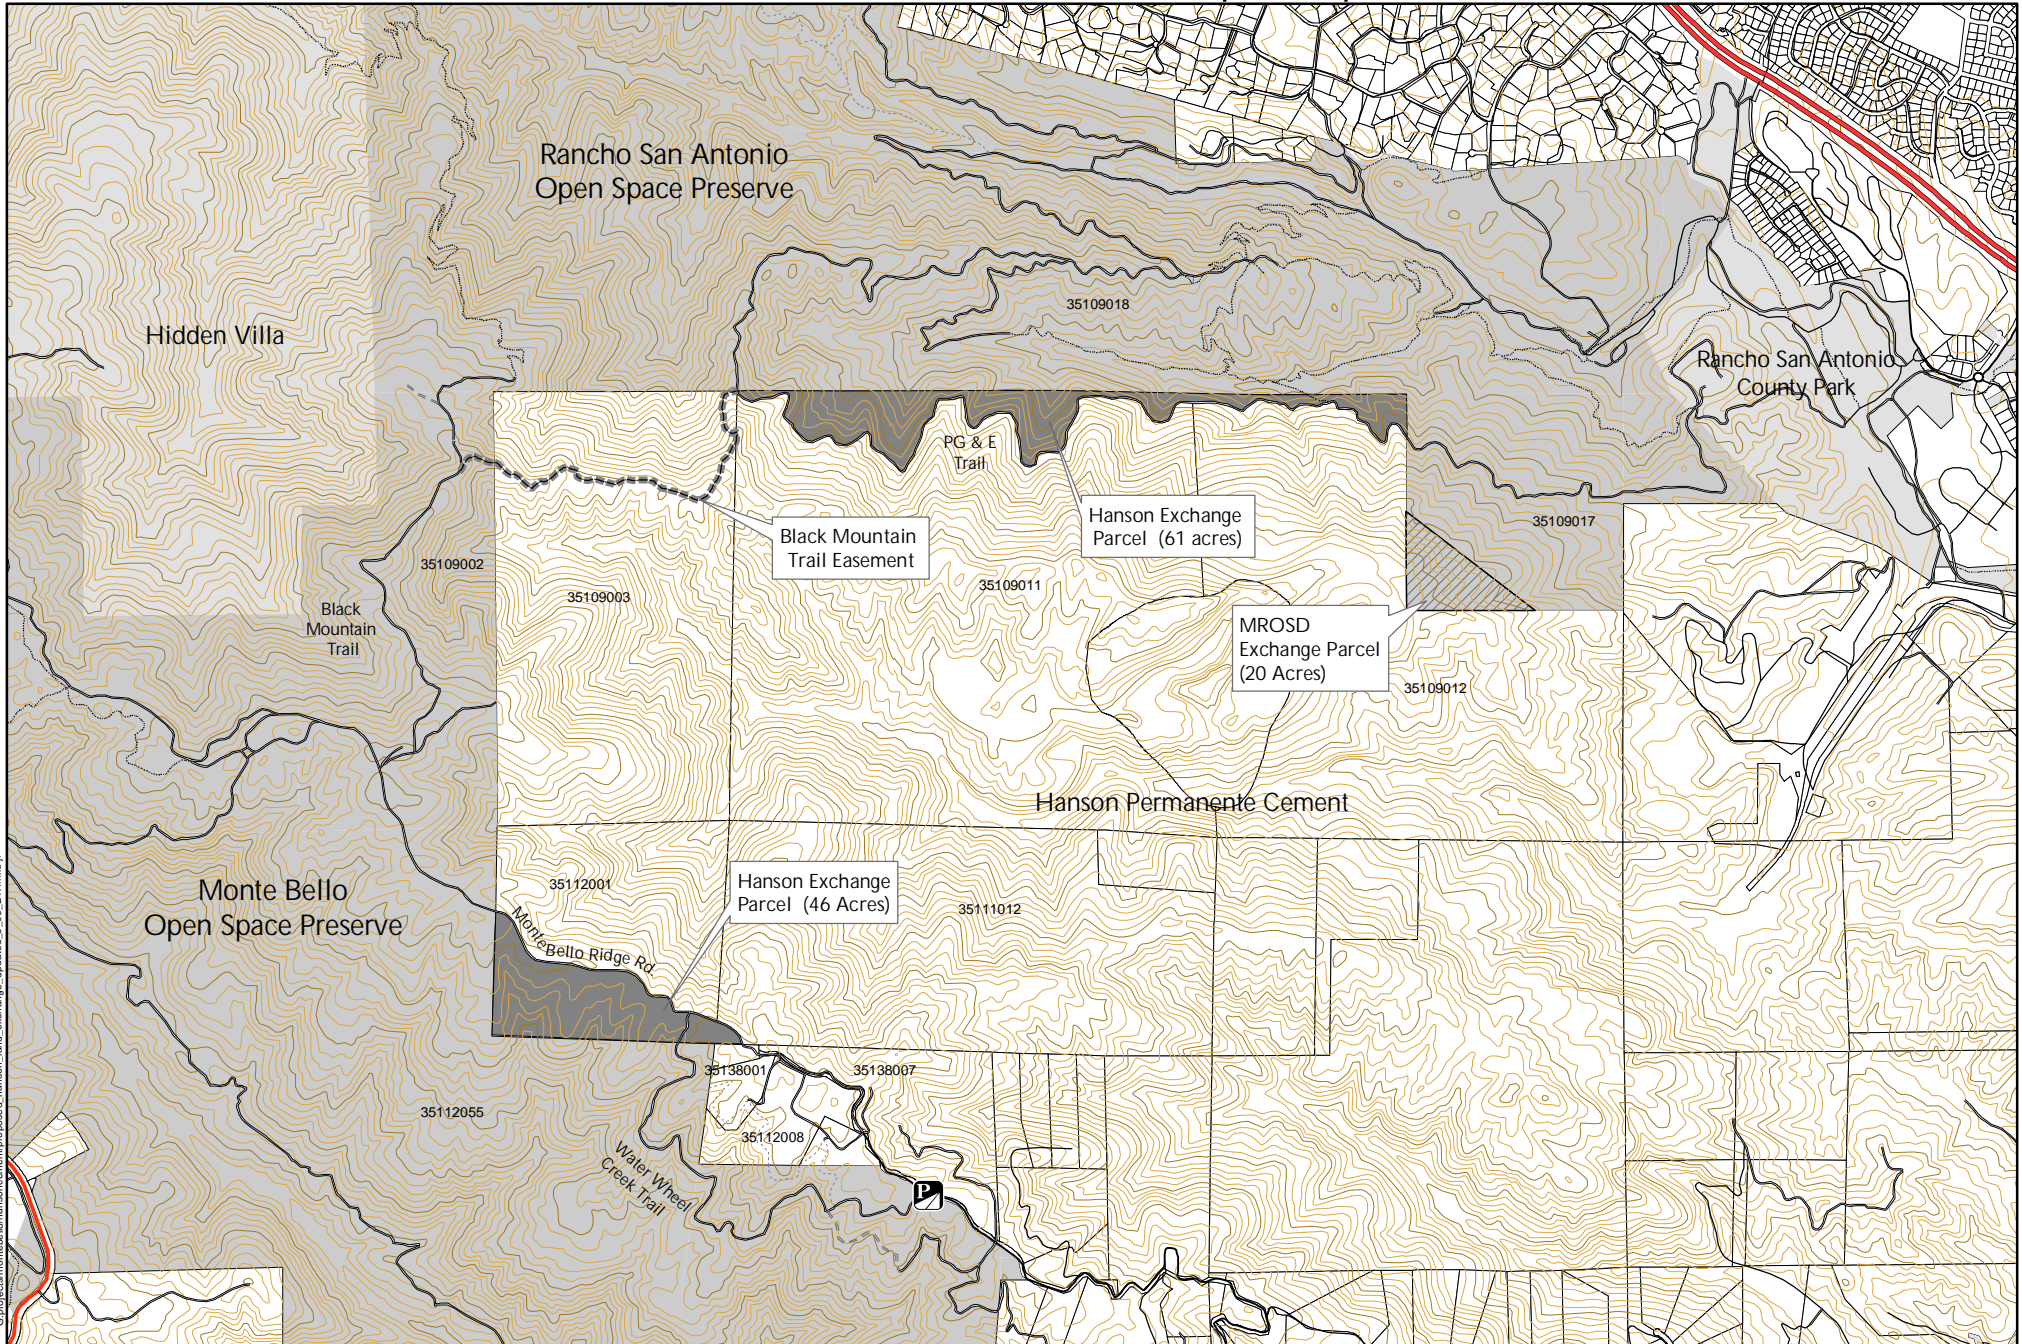 Rancho San Antonio
Open Space Preserve
Hidden Villa
35109018
Rancho San Antonio
County Park
PG & E
Trail
Hanson Exchange
Parcel (61 acres)
Black Mountain
Trail Easement
35109017
35109002
35109003
35109011
Black
Mountain
Trail
MROSD
Exchange Parcel
(20 Acres)
35109012
Hanson Permanente Cement
Monte Bello
Open Space Preserve
35112001
Hanson Exchange
Parcel (46 Acres)
35111012
Monte Bello Ridge Rd.
35138001
35138007
35112055
35112008
Water Wheel
Creek Trail
P